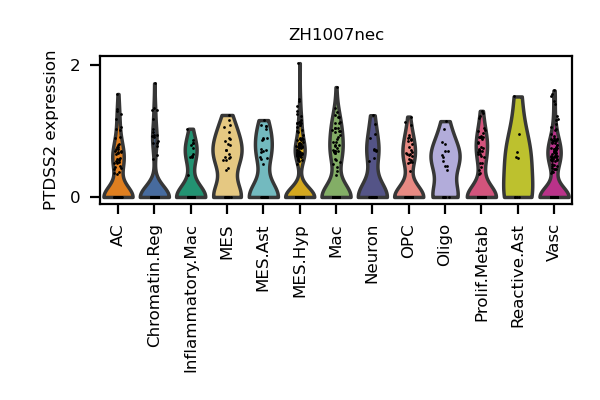 ZH1007nec
PTDSS2 expression
2
0
AC
Chromatin.Reg
Inflammatory.Mac
MES
MES.Ast
MES.Hyp
Mac
Neuron
OPC
Oligo
Prolif.Metab
Reactive.Ast
Vasc